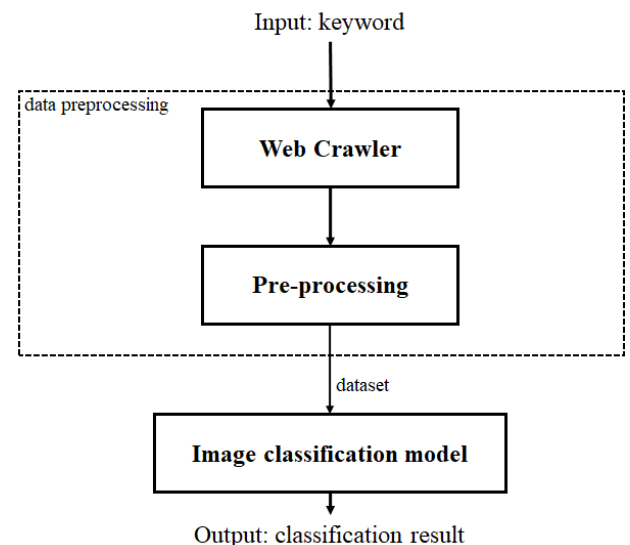 Input: keyword
data preprocessing
Web Crawler
Pre-processing
dataset
Image classification model
Output: classification result